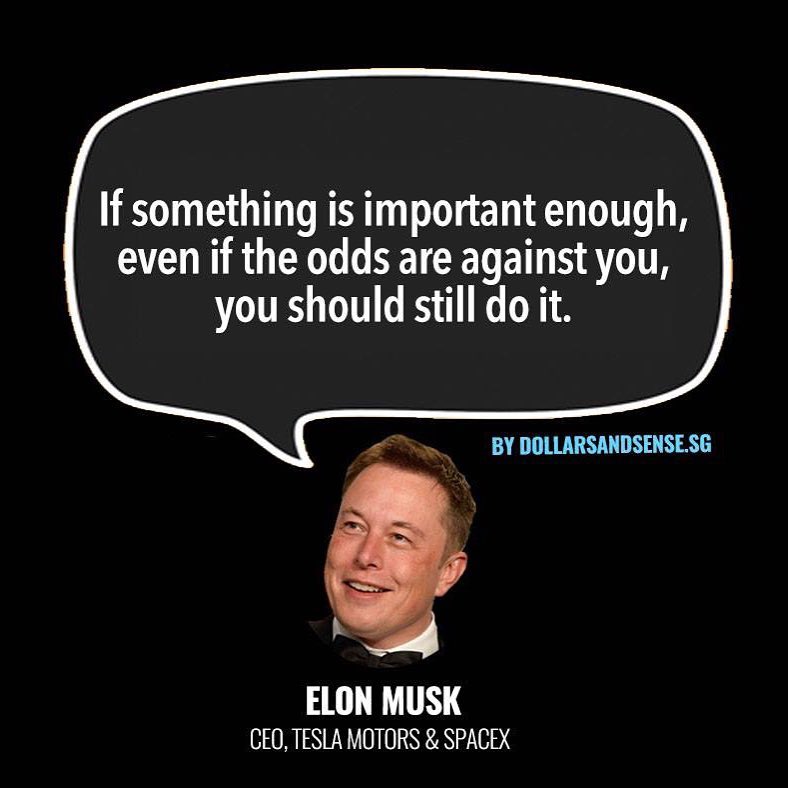 If something is important enough,
even if the odds are against you,
you should still do it.
BY DOLLARSANDSENSE.SG
ELON MUSK
CEO, TESLA MOTORS & SPACEX